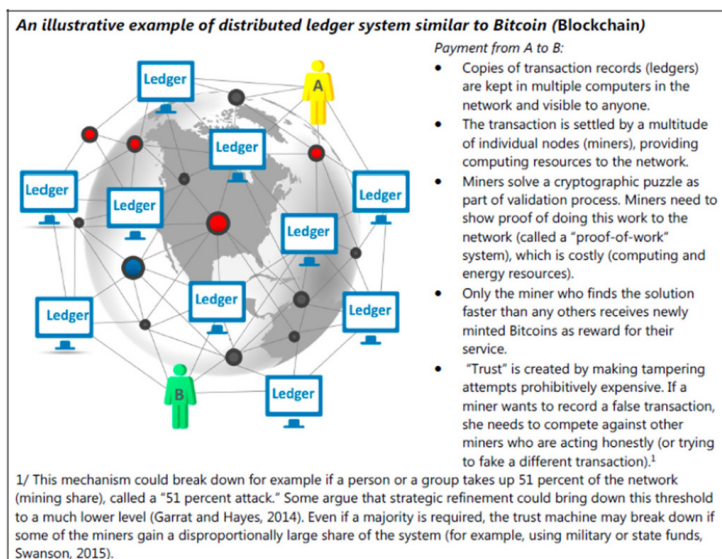 An illustrative example of distributed ledger system similar to Bitcoin (Blockchain)
Ledger
A
Ledger
Ledger
Ledger
Ledger
Ledger
Ledger
Ledger
Ledger
B
Ledger
Payment from A to B:
• Copies of transaction records (ledgers)
are kept in multiple computers in the
network and visible to anyone.
• The transaction is settled by a multitude
of individual nodes (miners), providing
computing resources to the network.
• Miners solve a cryptographic puzzle as
part of validation process. Miners need to
show proof of doing this work to the
network (called a “proof-of-work”
system), which is costly (computing and
energy resources).
• Only the miner who finds the solution
faster than any others receives newly
minted Bitcoins as reward for their
service.
• “Trust” is created by making tampering
attempts prohibitively expensive. If a
miner wants to record a false transaction,
she needs to compete against other
miners who are acting honestly (or trying
to fake a different transaction).1
1/ This mechanism could break down for example if a person or a group takes up 51 percent of the network
(mining share), called a “51 percent attack.” Some argue that strategic refinement could bring down this threshold
to a much lower level (Garrat and Hayes, 2014). Even if a majority is required, the trust machine may break down if
some of the miners gain a disproportionally large share of the system (for example, using military or state funds,
Swanson, 2015).